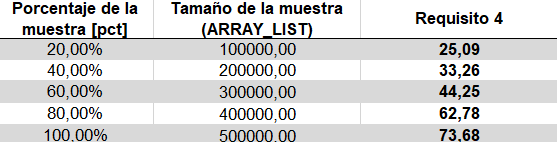 Porcentaje de la muestra [pct] Tamaño de la muestra (ARRAY_LIST) Requisito 4
20,00% 100000,00 25,09
40,00% 200000,00 33,26
60,00% 300000,00 44,25
80,00% 400000,00 62,78
100,00% 500000,00 73,68